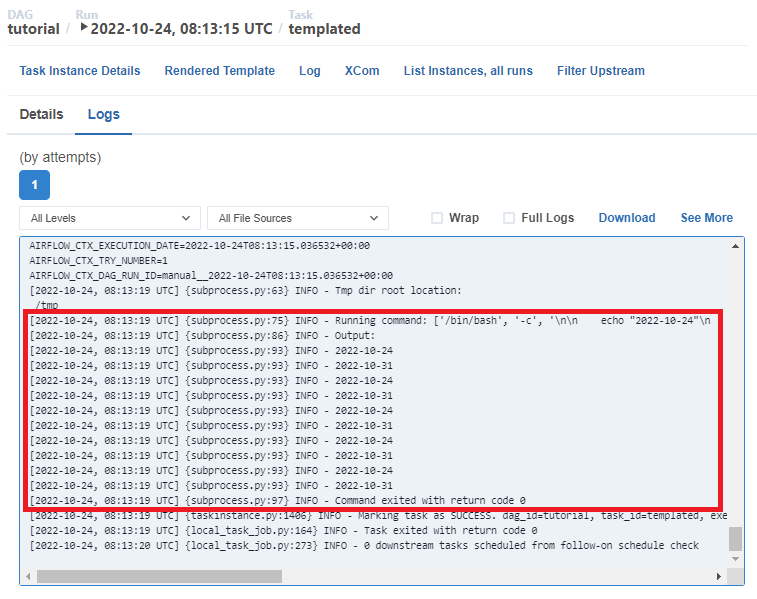 DAG Run Task
tutorial / ▶ 2022-10-24, 08:13:15 UTC / templated
Task Instance Details Rendered Template Log XCom List Instances, all runs Filter Upstream
Details Logs
(by attempts)
1
All Levels All File Sources Wrap Full Logs Download See More
AIRFLOW_CTX_EXECUTION_DATE=2022-10-24T08:13:15.036532+00:00
AIRFLOW_CTX_TRY_NUMBER=1
AIRFLOW_CTX_DAG_RUN_ID=manual__2022-10-24T08:13:15.036532+00:00
[2022-10-24, 08:13:19 UTC] {subprocess.py:63} INFO - Tmp dir root location:
/tmp
[2022-10-24, 08:13:19 UTC] {subprocess.py:75} INFO - Running command: ['/bin/bash', '-c', '\n\n    echo "2022-10-24"\n
[2022-10-24, 08:13:19 UTC] {subprocess.py:86} INFO - Output:
[2022-10-24, 08:13:19 UTC] {subprocess.py:93} INFO - 2022-10-24
[2022-10-24, 08:13:19 UTC] {subprocess.py:93} INFO - 2022-10-31
[2022-10-24, 08:13:19 UTC] {subprocess.py:93} INFO - 2022-10-24
[2022-10-24, 08:13:19 UTC] {subprocess.py:93} INFO - 2022-10-31
[2022-10-24, 08:13:19 UTC] {subprocess.py:93} INFO - 2022-10-24
[2022-10-24, 08:13:19 UTC] {subprocess.py:93} INFO - 2022-10-31
[2022-10-24, 08:13:19 UTC] {subprocess.py:93} INFO - 2022-10-24
[2022-10-24, 08:13:19 UTC] {subprocess.py:93} INFO - 2022-10-31
[2022-10-24, 08:13:19 UTC] {subprocess.py:93} INFO - 2022-10-24
[2022-10-24, 08:13:19 UTC] {subprocess.py:93} INFO - 2022-10-31
[2022-10-24, 08:13:19 UTC] {subprocess.py:97} INFO - Command exited with return code 0
[2022-10-24, 08:13:19 UTC] {taskinstance.py:1406} INFO - Marking task as SUCCESS. dag_id=tutorial, task_id=templated, exe
[2022-10-24, 08:13:19 UTC] {local_task_job.py:164} INFO - Task exited with return code 0
[2022-10-24, 08:13:20 UTC] {local_task_job.py:273} INFO - 0 downstream tasks scheduled from follow-on schedule check